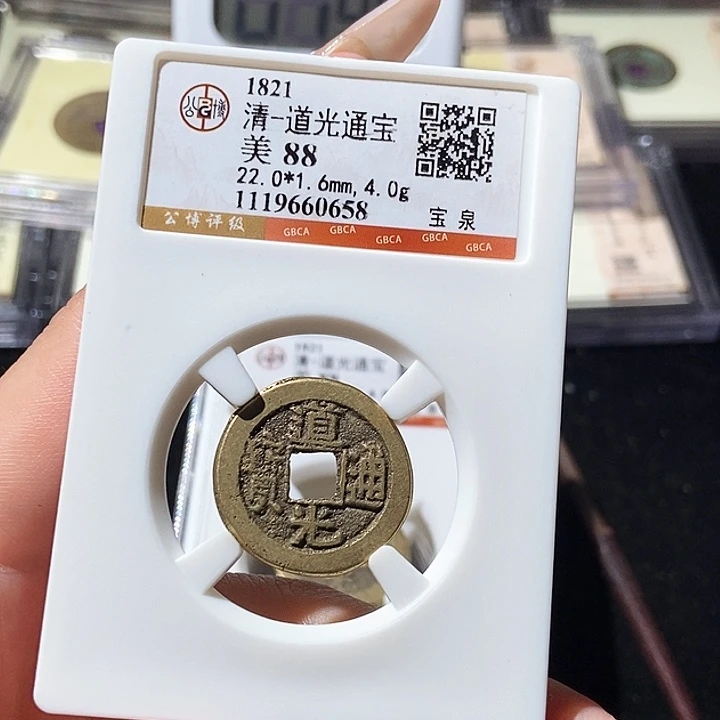 1821
清-道光通宝
美 88
22.0*1.6mm, 4.0g
1119660658 宝 泉
公博评级 GBCA GBCA GBCA GBCA GBCA
道
寳 通
光